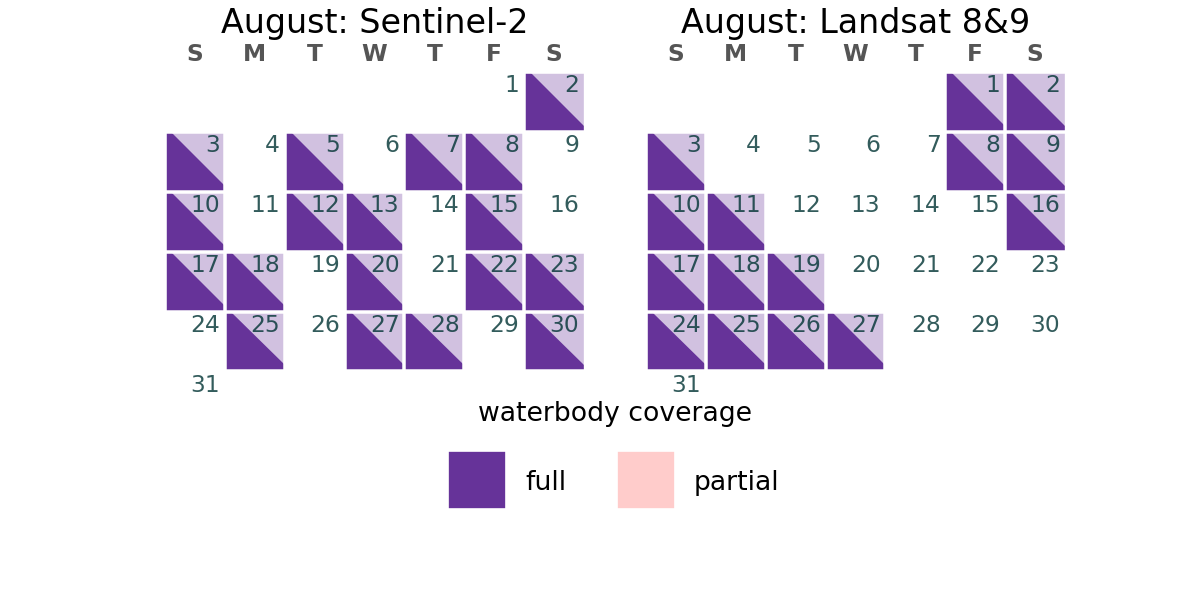 August: Sentinel-2
S M T W T F S
1 2
3 4 5 6 7 8 9
10 11 12 13 14 15 16
17 18 19 20 21 22 23
24 25 26 27 28 29 30
31
August: Landsat 8&9
S M T W T F S
1 2
3 4 5 6 7 8 9
10 11 12 13 14 15 16
17 18 19 20 21 22 23
24 25 26 27 28 29 30
31
waterbody coverage
full partial